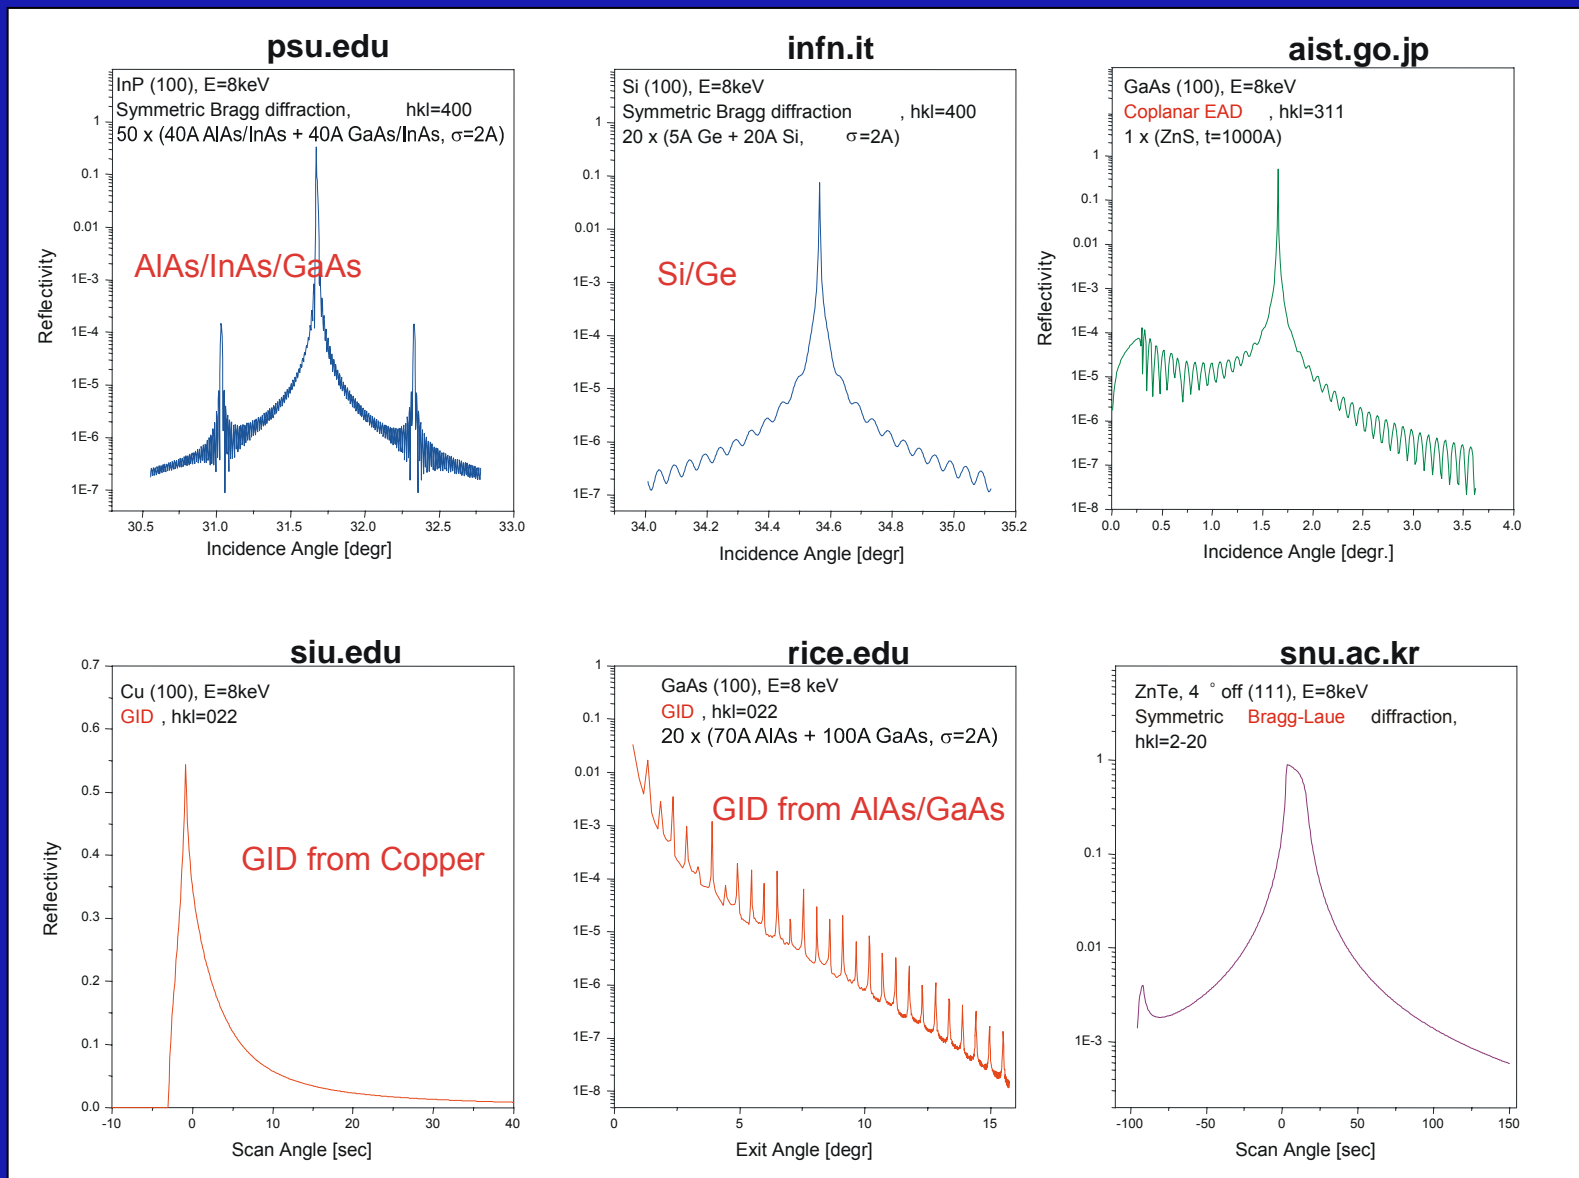 psu.edu
InP (100), E=8keV
Symmetric Bragg diffraction, hkl=400
50 x (40A AlAs/InAs + 40A GaAs/InAs, σ=2A)
AlAs/InAs/GaAs
Reflectivity
1
0.1
0.01
1E-3
1E-4
1E-5
1E-6
1E-7
30.5 31.0 31.5 32.0 32.5 33.0
Incidence Angle [degr]
infn.it
Si (100), E=8keV
Symmetric Bragg diffraction , hkl=400
20 x (5A Ge + 20A Si, σ=2A)
Si/Ge
1
0.1
0.01
1E-3
1E-4
1E-5
1E-6
1E-7
34.0 34.2 34.4 34.6 34.8 35.0 35.2
Incidence Angle [degr]
aist.go.jp
GaAs (100), E=8keV
Coplanar EAD , hkl=311
1 x (ZnS, t=1000A)
Reflectivity
1
0.1
0.01
1E-3
1E-4
1E-5
1E-6
1E-7
1E-8
0.0 0.5 1.0 1.5 2.0 2.5 3.0 3.5 4.0
Incidence Angle [degr.]
siu.edu
Cu (100), E=8keV
GID , hkl=022
GID from Copper
Reflectivity
0.7
0.6
0.5
0.4
0.3
0.2
0.1
0.0
-10 0 10 20 30 40
Scan Angle [sec]
rice.edu
GaAs (100), E=8 keV
GID , hkl=022
20 x (70A AlAs + 100A GaAs, σ=2A)
GID from AlAs/GaAs
1
0.1
0.01
1E-3
1E-4
1E-5
1E-6
1E-7
1E-8
0 5 10 15
Exit Angle [degr]
snu.ac.kr
ZnTe, 4 ° off (111), E=8keV
Symmetric Bragg-Laue diffraction,
hkl=2-20
1
0.1
0.01
1E-3
-100 -50 0 50 100 150
Scan Angle [sec]